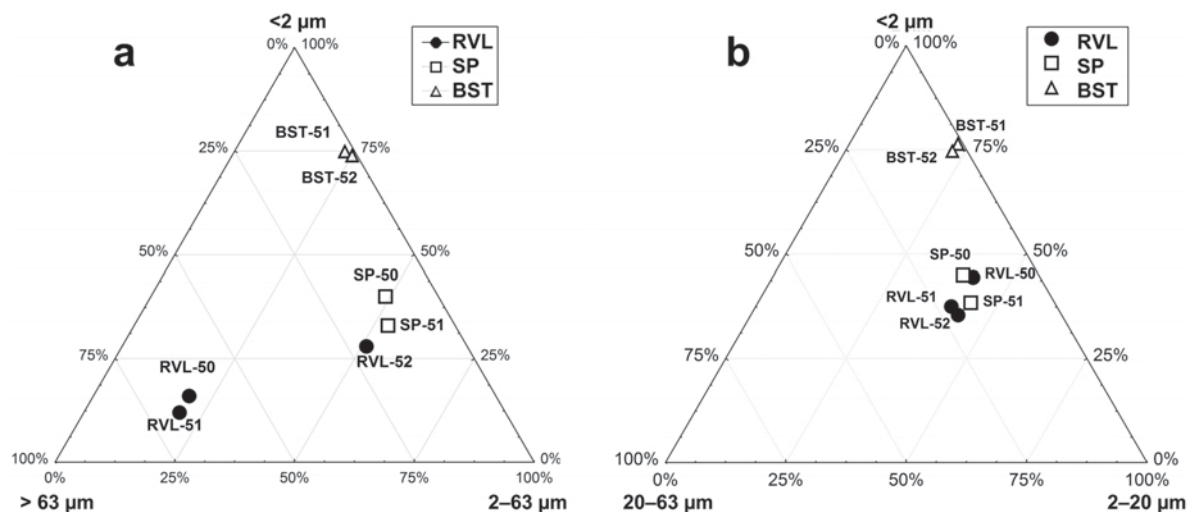 a
<2 µm
0% 100%
RVL
SP
BST
BST-51
25% 75%
BST-52
50% 50%
SP-50
SP-51
75% 25%
RVL-52
RVL-50
RVL-51
100% 0%
0% 25% 50% 75% 100%
> 63 µm 2–63 µm
b
<2 µm
0% 100%
RVL
SP
BST
BST-51
25% 75%
BST-52
50% 50%
SP-50
RVL-50
RVL-51 SP-51
RVL-52
75% 25%
100% 0%
0% 25% 50% 75% 100%
20–63 µm 2–20 µm